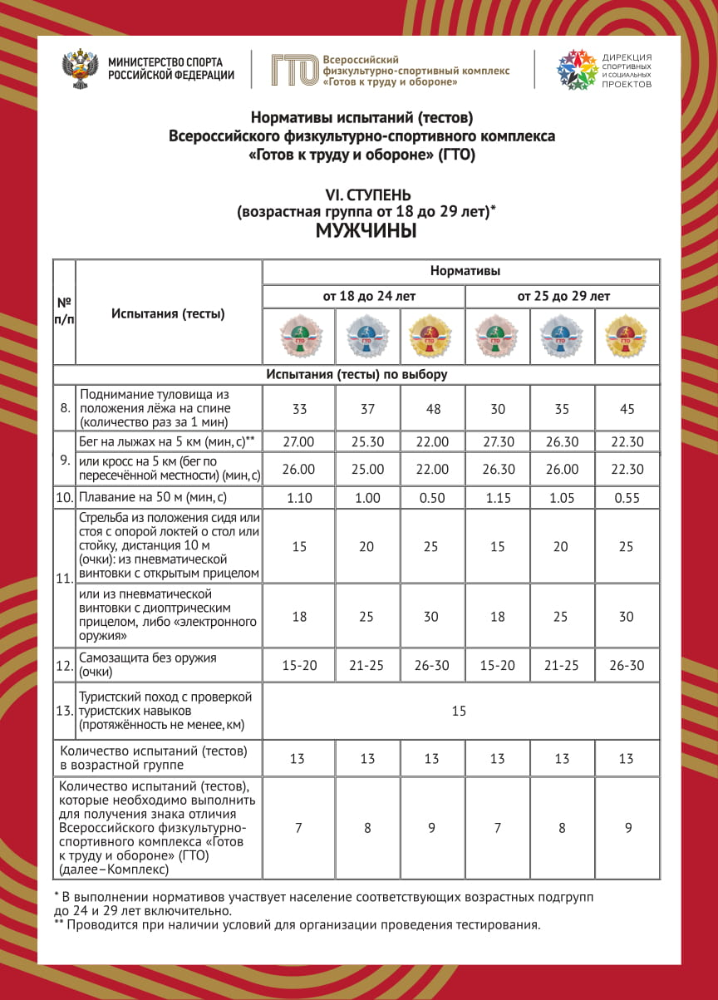 МИНИСТЕРСТВО СПОРТА
РОССИЙСКОЙ ФЕДЕРАЦИИ
ГТО
Всероссийский
физкультурно-спортивный комплекс
«Готов к труду и обороне»
ДИРЕКЦИЯ
СПОРТИВНЫХ
И СОЦИАЛЬНЫХ
ПРОЕКТОВ
Нормативы испытаний (тестов)
Всероссийского физкультурно-спортивного комплекса
«Готов к труду и обороне» (ГТО)
VI. СТУПЕНЬ
(возрастная группа от 18 до 29 лет)*
МУЖЧИНЫ
№
п/п
Испытания (тесты)
Нормативы
от 18 до 24 лет от 25 до 29 лет
ГТО ГТО ГТО ГТО ГТО ГТО
Испытания (тесты) по выбору
8. Поднимание туловища из
положения лёжа на спине
(количество раз за 1 мин)
33 37 48 30 35 45
9. Бег на лыжах на 5 км (мин, с)** 27.00 25.30 22.00 27.30 26.30 22.30
или кросс на 5 км (бег по
пересечённой местности) (мин, с)
26.00 25.00 22.00 26.30 26.00 22.30
10. Плавание на 50 м (мин, с) 1.10 1.00 0.50 1.15 1.05 0.55
11. Стрельба из положения сидя или
стоя с опорой локтей о стол или
стойку, дистанция 10 м
(очки): из пневматической
винтовки с открытым прицелом
15 20 25 15 20 25
или из пневматической
винтовки с диоптрическим
прицелом, либо «электронного
оружия»
18 25 30 18 25 30
12. Самозащита без оружия
(очки)
15-20 21-25 26-30 15-20 21-25 26-30
13. Туристский поход с проверкой
туристских навыков
(протяжённость не менее, км)
15
Количество испытаний (тестов)
в возрастной группе
13 13 13 13 13 13
Количество испытаний (тестов),
которые необходимо выполнить
для получения знака отличия
Всероссийского физкультурно-
спортивного комплекса «Готов
к труду и обороне» (ГТО)
(далее–Комплекс)
7 8 9 7 8 9
* В выполнении нормативов участвует население соответствующих возрастных подгрупп
до 24 и 29 лет включительно.
** Проводится при наличии условий для организации проведения тестирования.